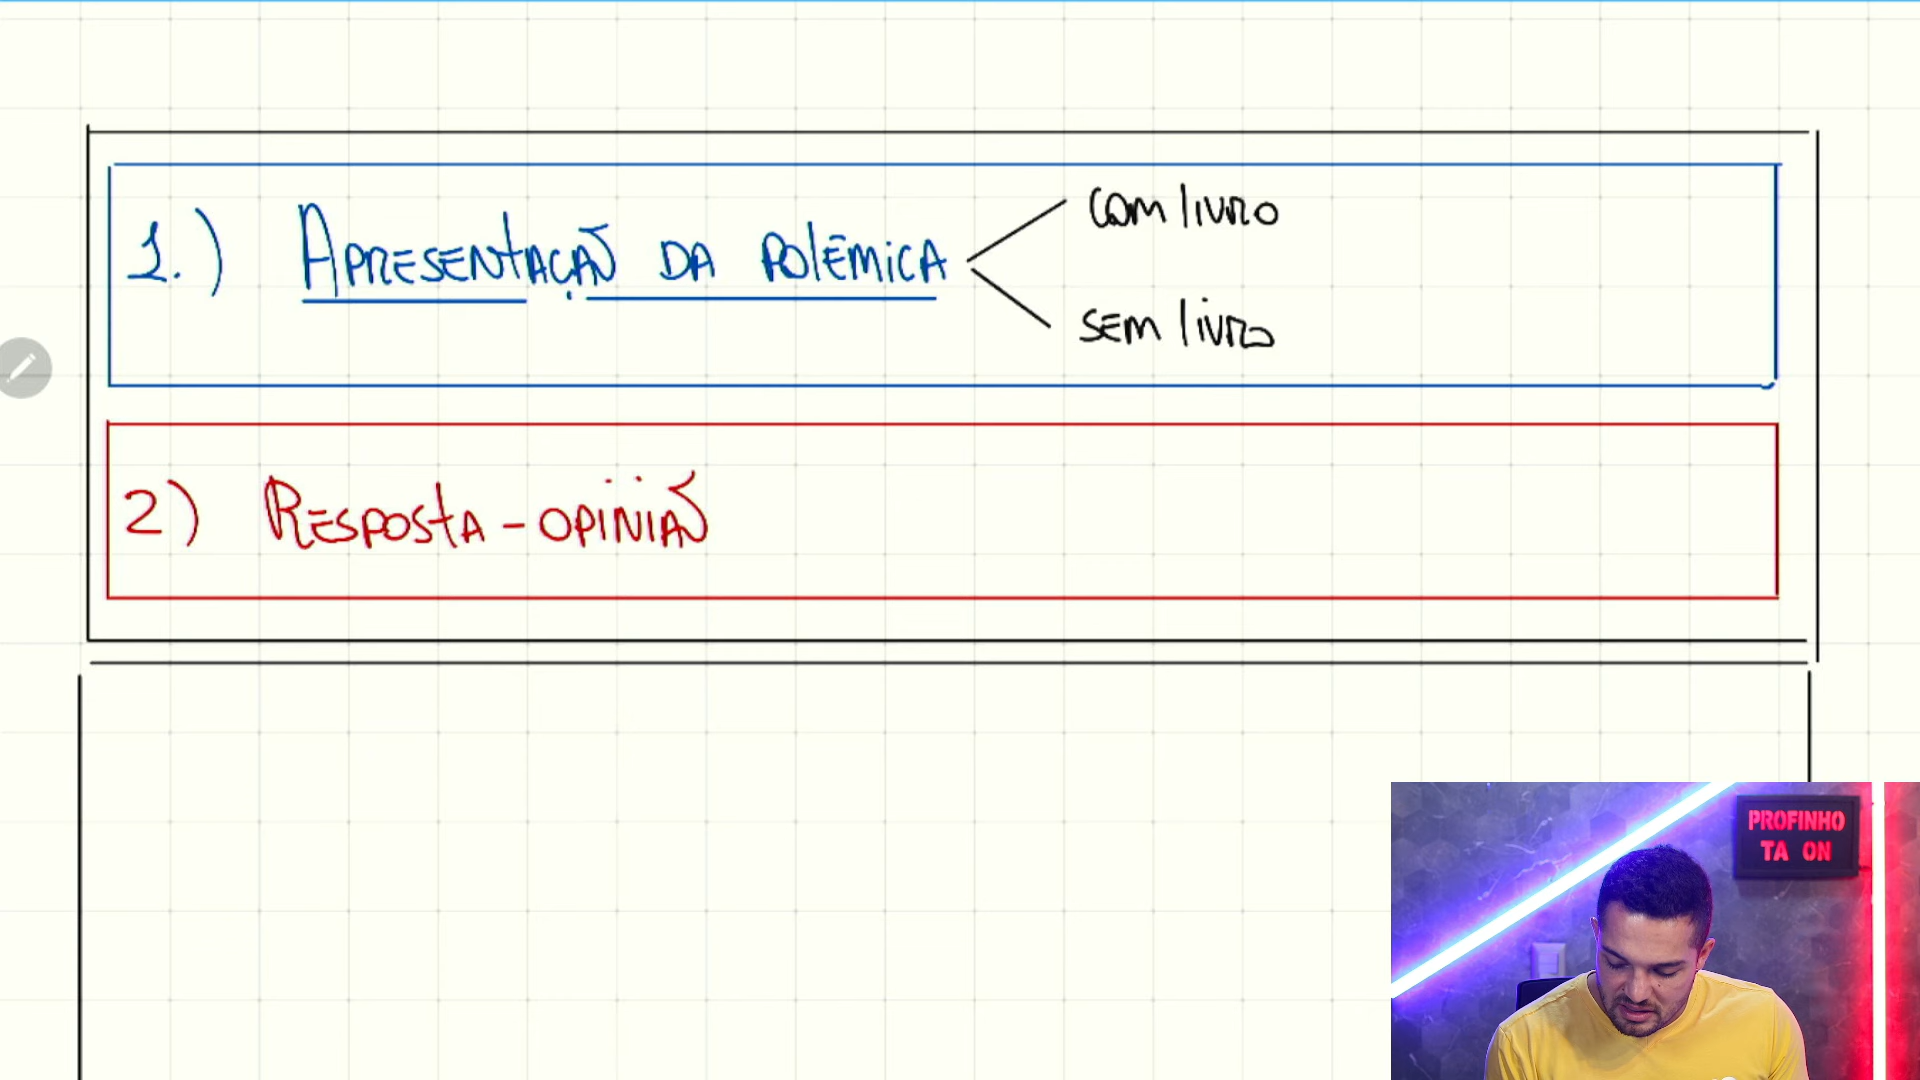 1.) APRESENTAÇÃO DA POLÊMICA
COM LIVRO
SEM LIVRO
2) RESPOSTA - OPINIÃO
PROFINHO
TA ON